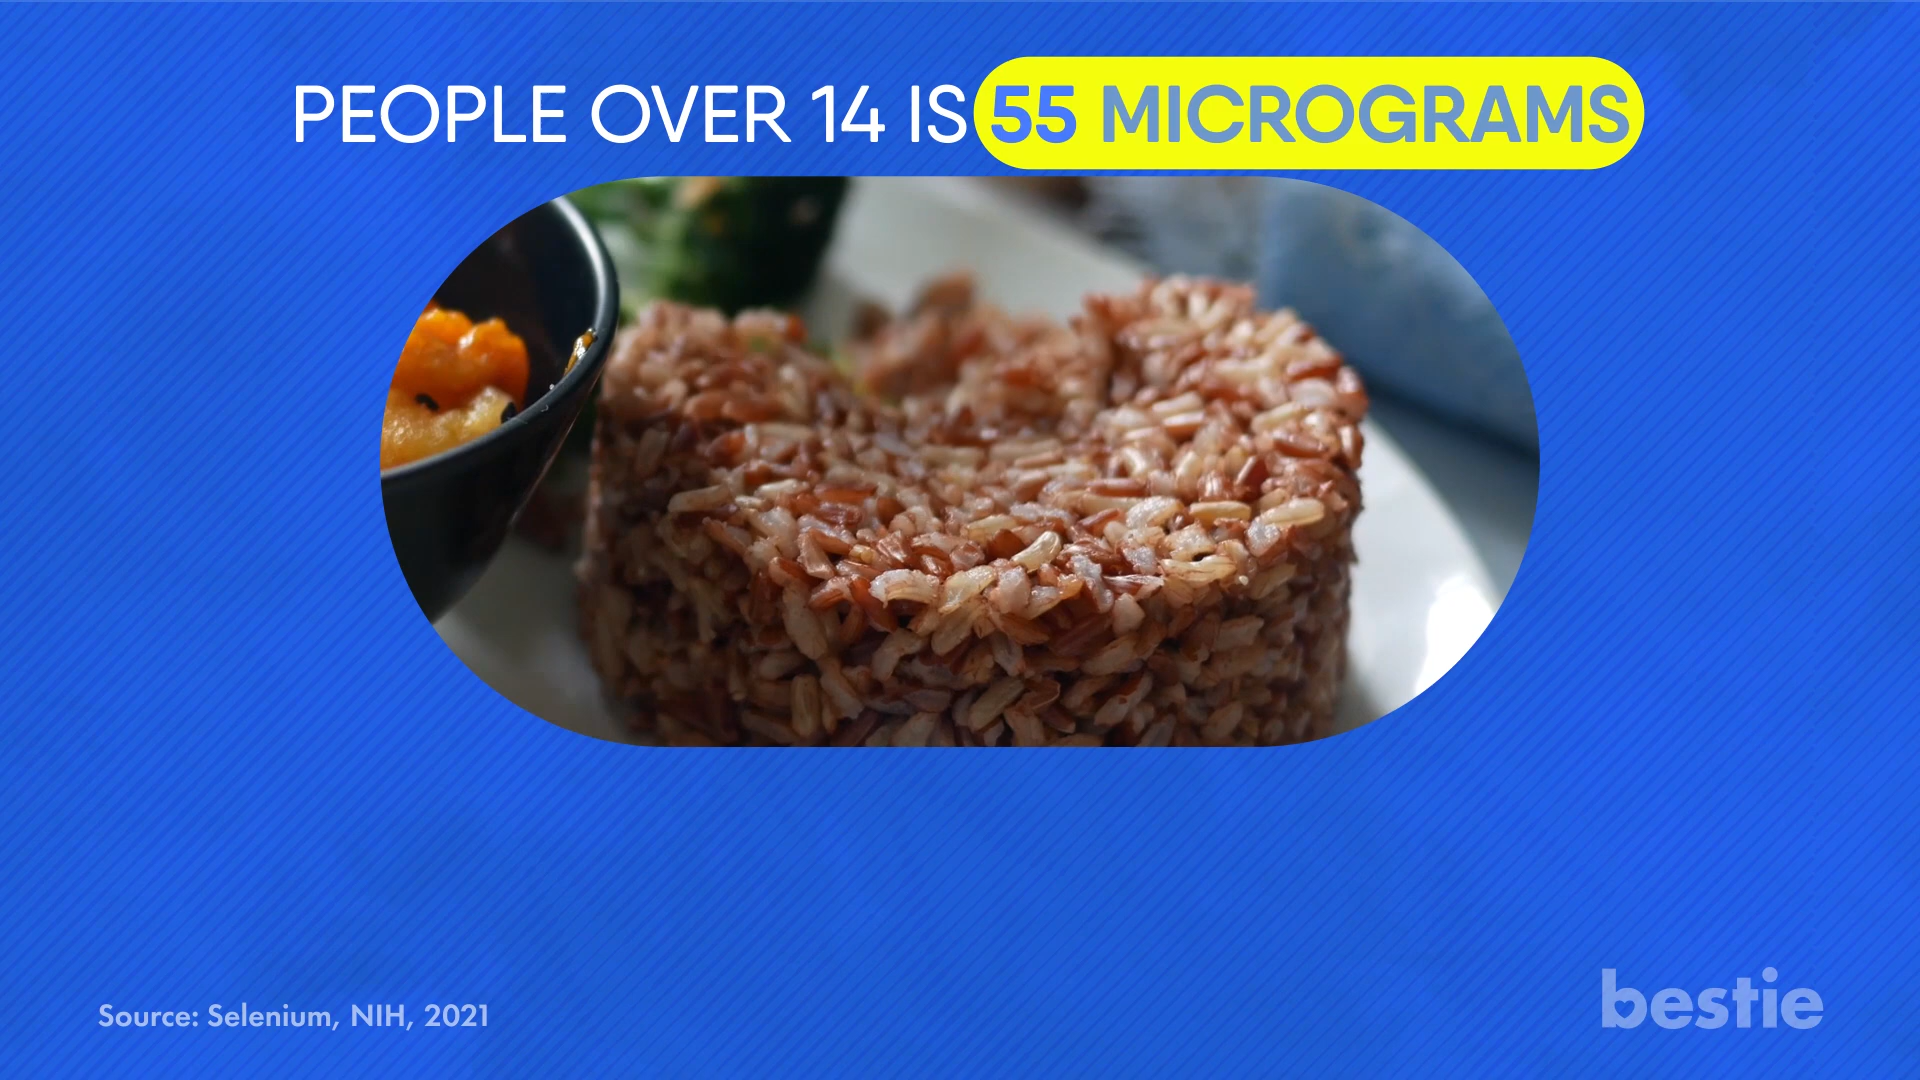 PEOPLE OVER 14 IS 55 MICROGRAMS
Source: Selenium, NIH, 2021
bestie